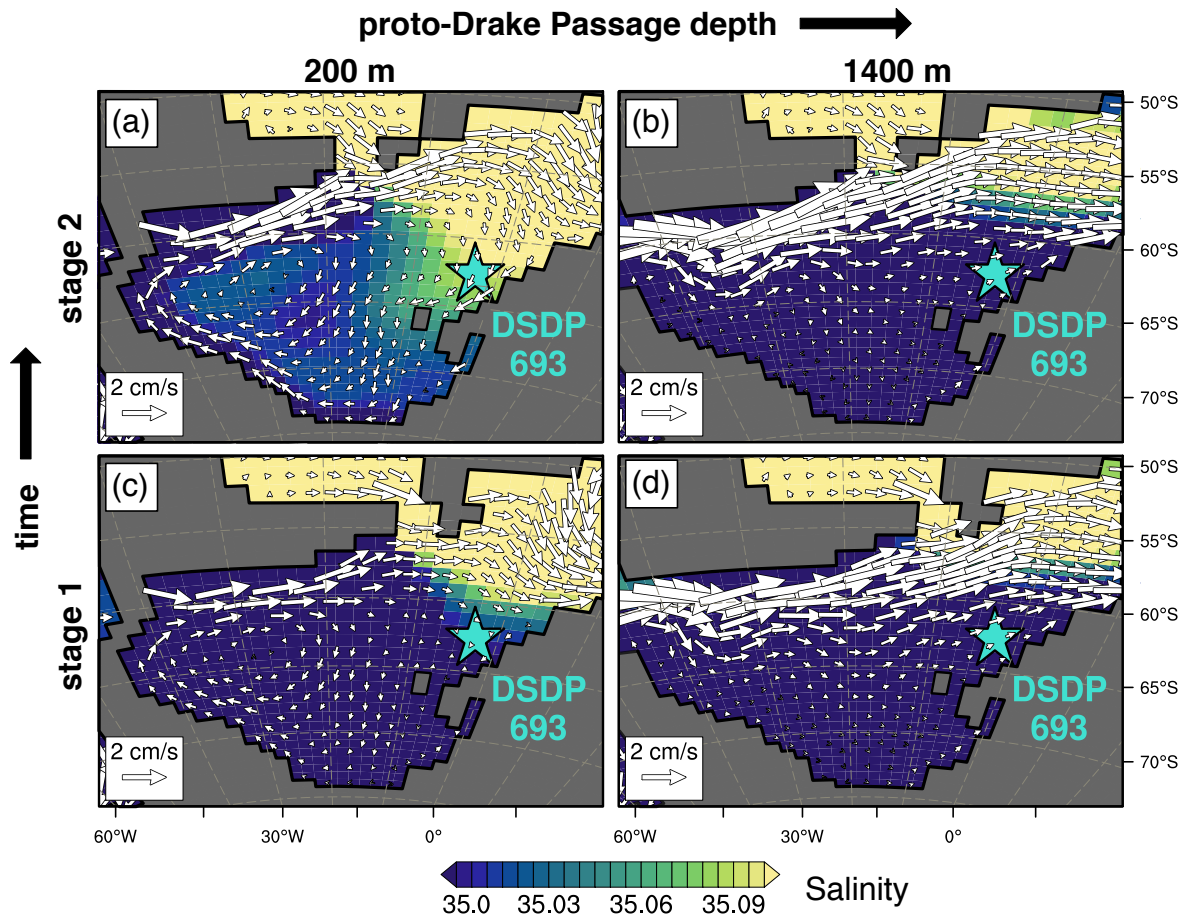 proto-Drake Passage depth
200 m
1400 m
time
stage 2
stage 1
(a)
DSDP
693
2 cm/s
(b)
DSDP
693
2 cm/s
50°S
55°S
60°S
65°S
70°S
(c)
DSDP
693
2 cm/s
(d)
DSDP
693
2 cm/s
50°S
55°S
60°S
65°S
70°S
60°W
30°W
0°
60°W
30°W
0°
35.0
35.03
35.06
35.09
Salinity